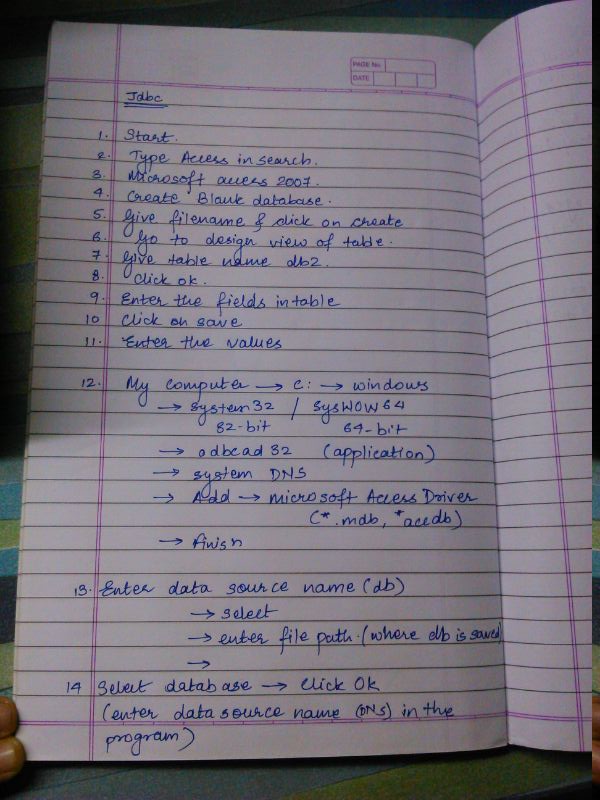 PAGE No.
DATE
Jdbc
1. Start.
2. Type Access in search.
3. Microsoft access 2007.
4. Create Blank database.
5. Give filename & click on create
6. Go to design view of table.
7. Give table name db2.
8. Click ok.
9. Enter the fields in table
10 Click on save
11. Enter the values
12. My computer → c: → windows
→ system32 / sysWOW64
32-bit 64-bit
→ odbcad 32 (application)
→ system DNS
→ Add → Microsoft Access Driver
(*.mdb, *accdb)
→ finish
13. Enter data source name (db)
→ select
→ enter file path. (where db is saved)
→
14 Select database → Click Ok
(enter data source name (DNS) in the
program)